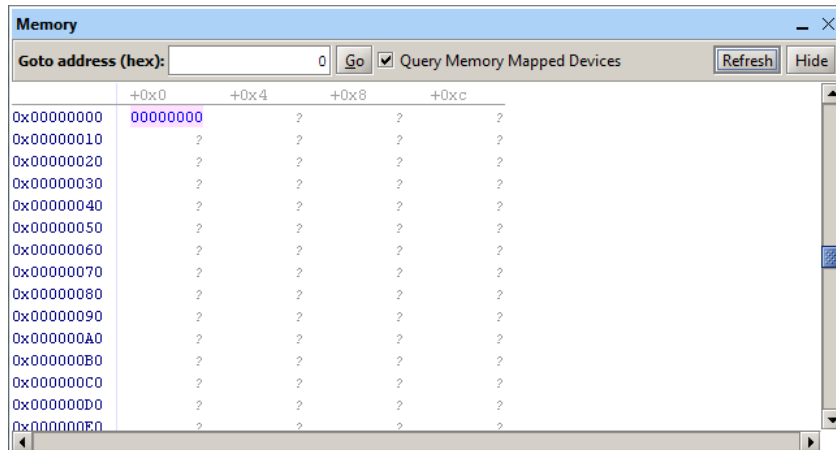 Memory
Goto address (hex): 0 Go Query Memory Mapped Devices Refresh Hide
+0x0 +0x4 +0x8 +0xc
0x00000000 00000000 ? ? ?
0x00000010 ? ? ? ?
0x00000020 ? ? ? ?
0x00000030 ? ? ? ?
0x00000040 ? ? ? ?
0x00000050 ? ? ? ?
0x00000060 ? ? ? ?
0x00000070 ? ? ? ?
0x00000080 ? ? ? ?
0x00000090 ? ? ? ?
0x000000A0 ? ? ? ?
0x000000B0 ? ? ? ?
0x000000C0 ? ? ? ?
0x000000D0 ? ? ? ?
0x000000E0 ? ? ? ?